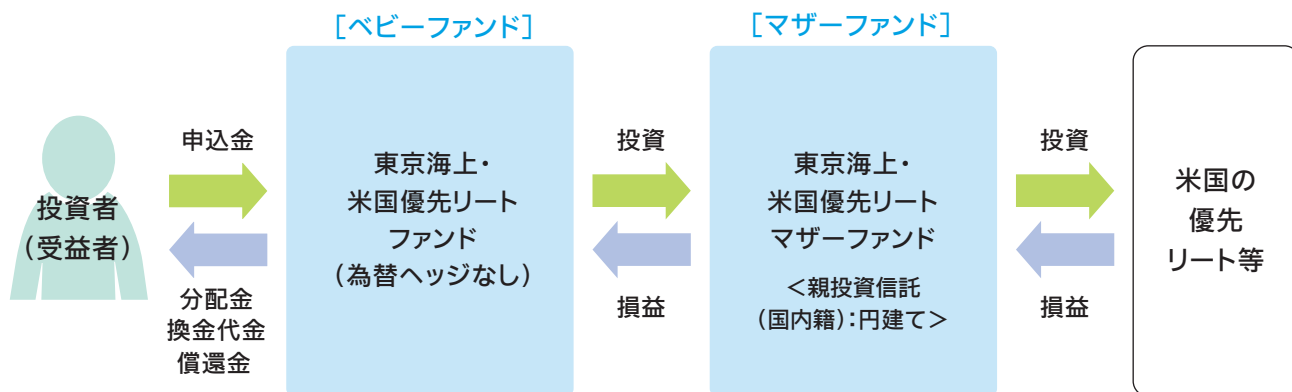 ［ベビーファンド］
［マザーファンド］
投資者
（受益者）
申込金
分配金
換金代金
償還金
東京海上・
米国優先リート
ファンド
（為替ヘッジなし）
投資
損益
東京海上・
米国優先リート
マザーファンド
＜親投資信託
（国内籍）：円建て＞
投資
損益
米国の
優先
リート等